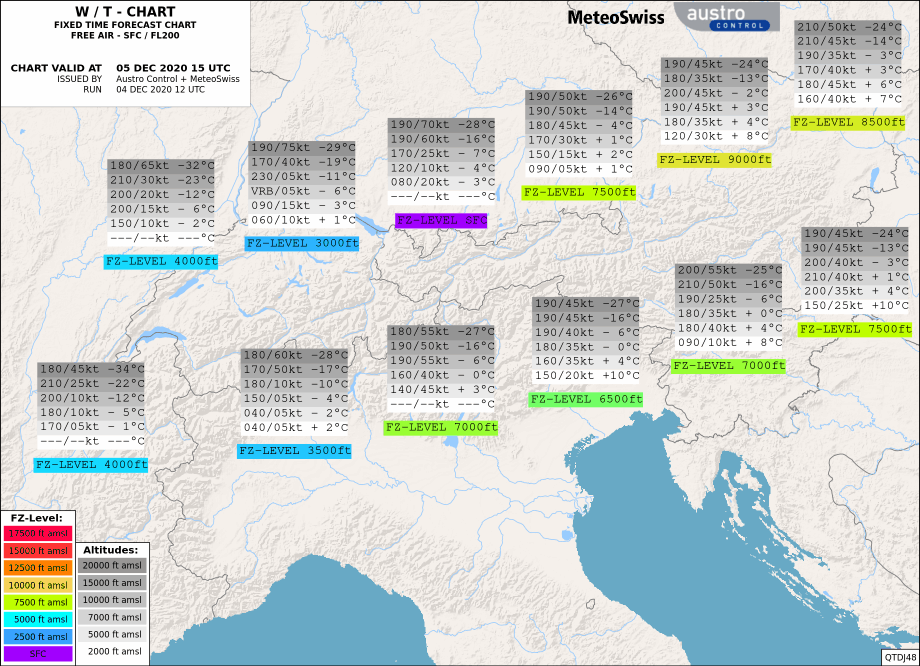 W / T - CHART
FIXED TIME FORECAST CHART
FREE AIR - SFC / FL200
CHART VALID AT 05 DEC 2020 15 UTC
ISSUED BY Austro Control + MeteoSwiss
RUN 04 DEC 2020 12 UTC
MeteoSwiss
austro
CONTROL
210/50kt -24°C
210/45kt -14°C
190/35kt - 3°C
170/40kt + 3°C
180/45kt + 6°C
160/40kt + 7°C
FZ-LEVEL 8500ft
190/45kt -24°C
180/35kt -13°C
200/45kt - 2°C
190/45kt + 3°C
180/35kt + 4°C
120/30kt + 8°C
FZ-LEVEL 9000ft
190/50kt -26°C
190/50kt -14°C
180/45kt - 4°C
170/30kt + 1°C
150/15kt + 2°C
090/05kt + 1°C
FZ-LEVEL 7500ft
190/70kt -28°C
190/60kt -16°C
170/25kt - 7°C
120/10kt - 4°C
080/20kt - 3°C
---/--kt ---°C
FZ-LEVEL SFC
190/75kt -29°C
170/40kt -19°C
230/05kt -11°C
VRB/05kt - 6°C
090/15kt - 3°C
060/10kt + 1°C
FZ-LEVEL 3000ft
180/65kt -32°C
210/30kt -23°C
200/20kt -12°C
200/15kt - 6°C
150/10kt - 2°C
---/--kt ---°C
FZ-LEVEL 4000ft
190/45kt -24°C
190/45kt -13°C
200/40kt - 3°C
210/40kt + 1°C
200/35kt + 4°C
150/25kt +10°C
FZ-LEVEL 7500ft
200/55kt -25°C
210/50kt -16°C
190/25kt - 6°C
180/35kt + 0°C
180/40kt + 4°C
090/10kt + 8°C
FZ-LEVEL 7000ft
190/45kt -27°C
190/45kt -16°C
190/40kt - 6°C
180/35kt - 0°C
160/35kt + 4°C
150/20kt +10°C
FZ-LEVEL 6500ft
180/55kt -27°C
190/50kt -16°C
190/55kt - 6°C
160/40kt - 0°C
140/45kt + 3°C
---/--kt ---°C
FZ-LEVEL 7000ft
180/60kt -28°C
170/50kt -17°C
180/10kt -10°C
150/05kt - 4°C
040/05kt - 2°C
040/05kt + 2°C
FZ-LEVEL 3500ft
180/45kt -34°C
210/25kt -22°C
200/10kt -12°C
180/10kt - 5°C
170/05kt - 1°C
---/--kt ---°C
FZ-LEVEL 4000ft
FZ-Level:
17500 ft amsl
15000 ft amsl
12500 ft amsl
10000 ft amsl
7500 ft amsl
5000 ft amsl
2500 ft amsl
SFC
Altitudes:
20000 ft amsl
15000 ft amsl
10000 ft amsl
7000 ft amsl
5000 ft amsl
2000 ft amsl
QTDJ48